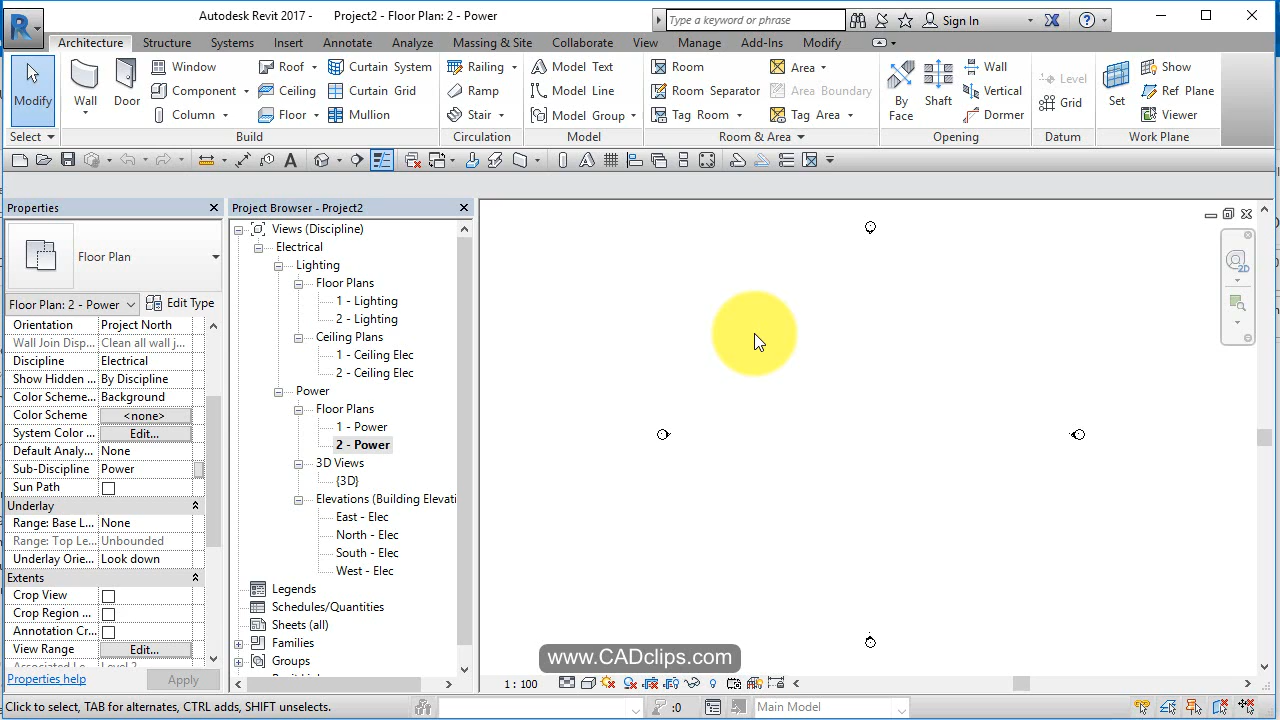 Autodesk Revit 2017 - Project2 - Floor Plan: 2 - Power
Type a keyword or phrase
Sign In
Architecture Structure Systems Insert Annotate Analyze Massing & Site Collaborate View Manage Add-Ins Modify
Modify
Wall
Door
Window
Component
Column
Roof
Ceiling
Floor
Curtain System
Curtain Grid
Mullion
Railing
Ramp
Stair
Model Text
Model Line
Model Group
Room
Room Separator
Tag Room
Area
Area Boundary
Tag Area
By
Face
Shaft
Wall
Vertical
Dormer
Level
Grid
Set
Show
Ref Plane
Viewer
Select Build Circulation Model Room & Area Opening Datum Work Plane
Properties
Floor Plan
Floor Plan: 2 - Power Edit Type
Orientation Project North
Wall Join Disp... Clean all wall j...
Discipline Electrical
Show Hidden ... By Discipline
Color Scheme... Background
Color Scheme <none>
System Color ... Edit...
Default Analy... None
Sub-Discipline Power
Sun Path
Underlay
Range: Base L... None
Range: Top Le... Unbounded
Underlay Orie... Look down
Extents
Crop View
Crop Region ...
Annotation Cr...
View Range Edit...
Properties help Apply
Project Browser - Project2
Views (Discipline)
Electrical
Lighting
Floor Plans
1 - Lighting
2 - Lighting
Ceiling Plans
1 - Ceiling Elec
2 - Ceiling Elec
Power
Floor Plans
1 - Power
2 - Power
3D Views
{3D}
Elevations (Building Elevati
East - Elec
North - Elec
South - Elec
West - Elec
Legends
Schedules/Quantities
Sheets (all)
Families
Groups
2D
www.CADclips.com
1 : 100
Click to select, TAB for alternates, CTRL adds, SHIFT unselects.
:0
Main Model